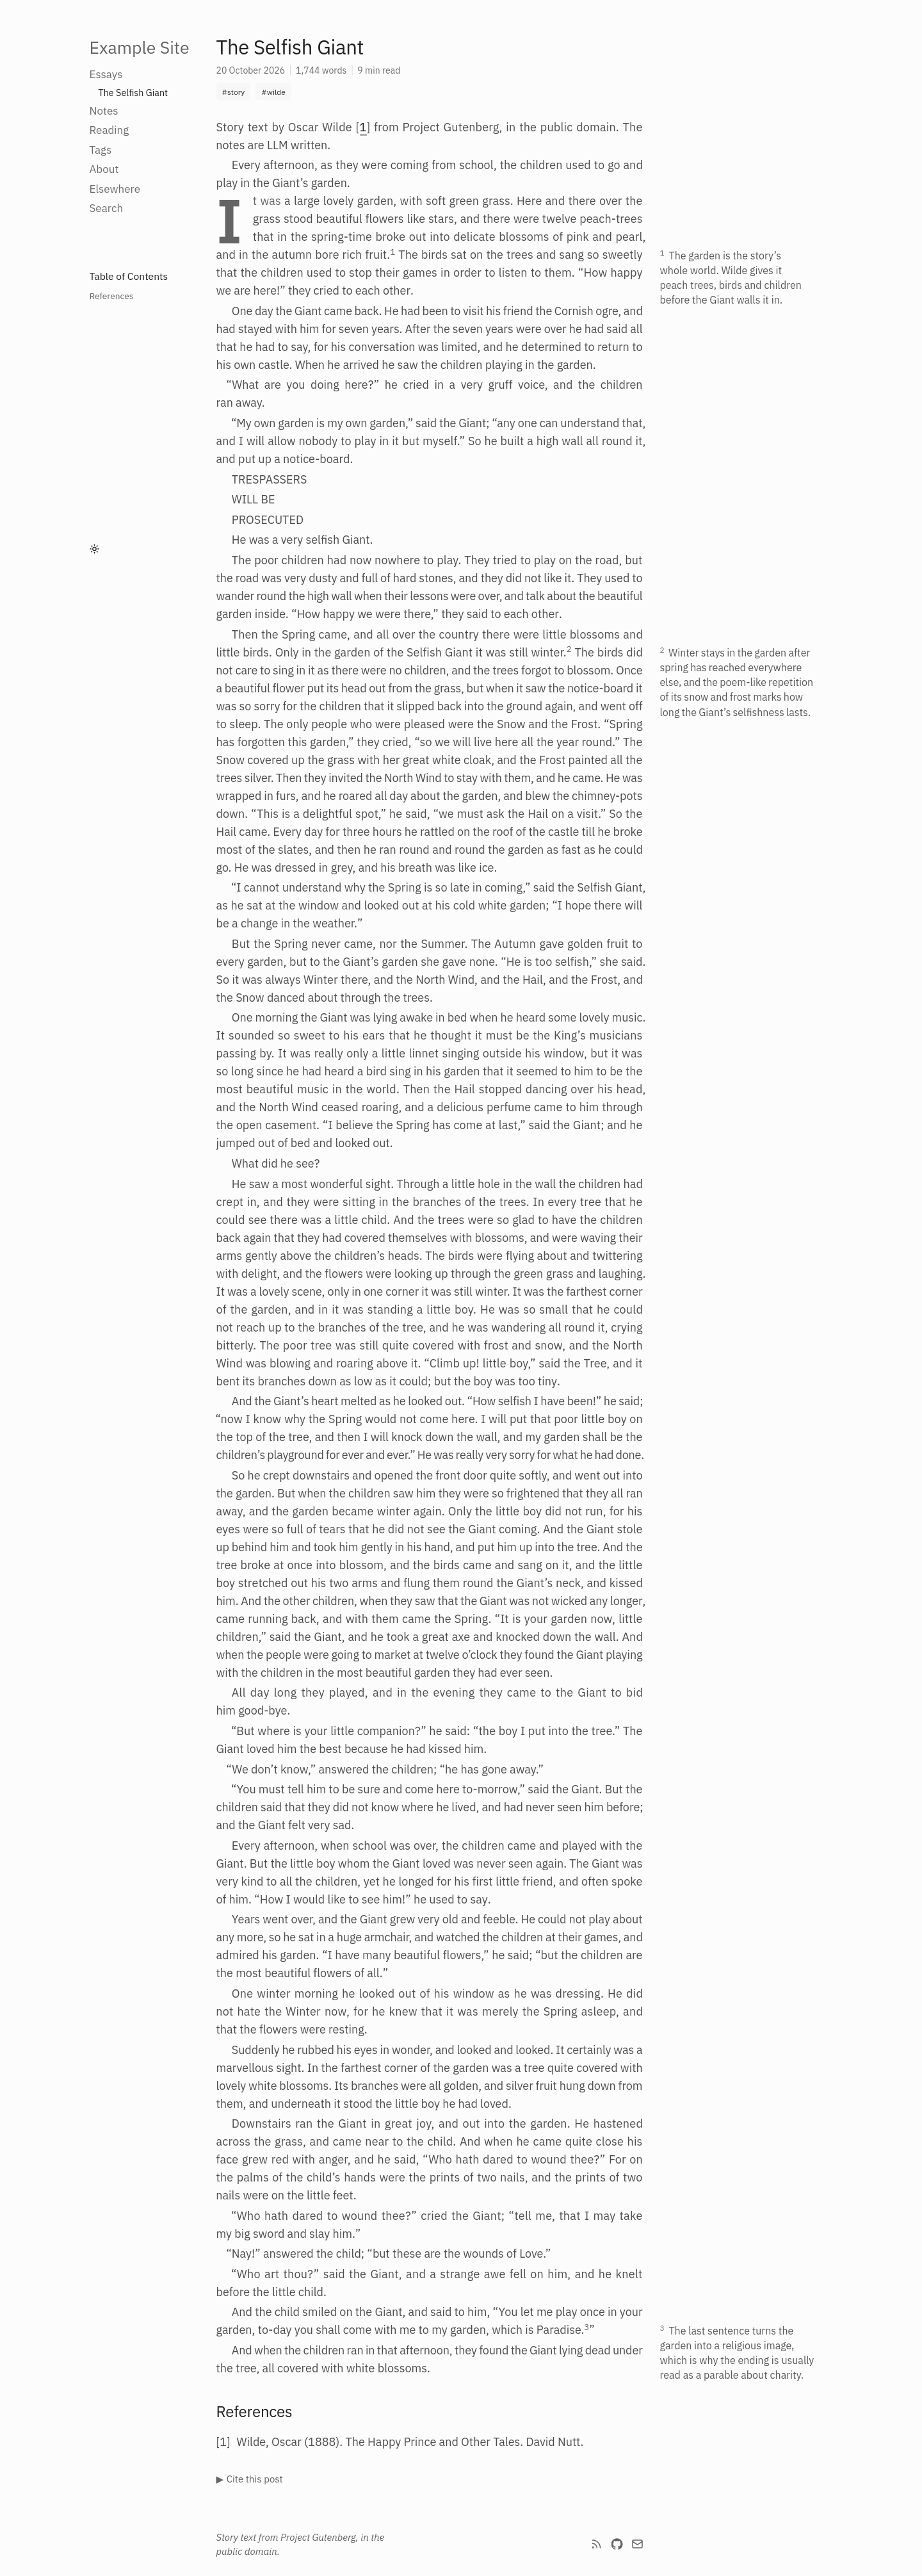 Example Site
Essays
The Selfish Giant
Notes
Reading
Tags
About
Elsewhere
Search
Table of Contents
References
The Selfish Giant
20 October 2026 | 1,744 words | 9 min read
#story #wilde
Story text by Oscar Wilde [1] from Project Gutenberg, in the public domain. The
notes are LLM written.
Every afternoon, as they were coming from school, the children used to go and
play in the Giant’s garden.
It was a large lovely garden, with soft green grass. Here and there over the
grass stood beautiful flowers like stars, and there were twelve peach-trees
that in the spring-time broke out into delicate blossoms of pink and pearl,
and in the autumn bore rich fruit.1 The birds sat on the trees and sang so sweetly
that the children used to stop their games in order to listen to them. “How happy
we are here!” they cried to each other.
1 The garden is the story’s
whole world. Wilde gives it
peach trees, birds and children
before the Giant walls it in.
One day the Giant came back. He had been to visit his friend the Cornish ogre, and
had stayed with him for seven years. After the seven years were over he had said all
that he had to say, for his conversation was limited, and he determined to return to
his own castle. When he arrived he saw the children playing in the garden.
“What are you doing here?” he cried in a very gruff voice, and the children
ran away.
“My own garden is my own garden,” said the Giant; “any one can understand that,
and I will allow nobody to play in it but myself.” So he built a high wall all round it,
and put up a notice-board.
TRESPASSERS
WILL BE
PROSECUTED
He was a very selfish Giant.
The poor children had now nowhere to play. They tried to play on the road, but
the road was very dusty and full of hard stones, and they did not like it. They used to
wander round the high wall when their lessons were over, and talk about the beautiful
garden inside. “How happy we were there,” they said to each other.
Then the Spring came, and all over the country there were little blossoms and
little birds. Only in the garden of the Selfish Giant it was still winter.2 The birds did
not care to sing in it as there were no children, and the trees forgot to blossom. Once
a beautiful flower put its head out from the grass, but when it saw the notice-board it
was so sorry for the children that it slipped back into the ground again, and went off
to sleep. The only people who were pleased were the Snow and the Frost. “Spring
has forgotten this garden,” they cried, “so we will live here all the year round.” The
Snow covered up the grass with her great white cloak, and the Frost painted all the
trees silver. Then they invited the North Wind to stay with them, and he came. He was
wrapped in furs, and he roared all day about the garden, and blew the chimney-pots
down. “This is a delightful spot,” he said, “we must ask the Hail on a visit.” So the
Hail came. Every day for three hours he rattled on the roof of the castle till he broke
most of the slates, and then he ran round and round the garden as fast as he could
go. He was dressed in grey, and his breath was like ice.
2 Winter stays in the garden after
spring has reached everywhere
else, and the poem-like repetition
of its snow and frost marks how
long the Giant’s selfishness lasts.
“I cannot understand why the Spring is so late in coming,” said the Selfish Giant,
as he sat at the window and looked out at his cold white garden; “I hope there will
be a change in the weather.”
But the Spring never came, nor the Summer. The Autumn gave golden fruit to
every garden, but to the Giant’s garden she gave none. “He is too selfish,” she said.
So it was always Winter there, and the North Wind, and the Hail, and the Frost, and
the Snow danced about through the trees.
One morning the Giant was lying awake in bed when he heard some lovely music.
It sounded so sweet to his ears that he thought it must be the King’s musicians
passing by. It was really only a little linnet singing outside his window, but it was
so long since he had heard a bird sing in his garden that it seemed to him to be the
most beautiful music in the world. Then the Hail stopped dancing over his head,
and the North Wind ceased roaring, and a delicious perfume came to him through
the open casement. “I believe the Spring has come at last,” said the Giant; and he
jumped out of bed and looked out.
What did he see?
He saw a most wonderful sight. Through a little hole in the wall the children had
crept in, and they were sitting in the branches of the trees. In every tree that he
could see there was a little child. And the trees were so glad to have the children
back again that they had covered themselves with blossoms, and were waving their
arms gently above the children’s heads. The birds were flying about and twittering
with delight, and the flowers were looking up through the green grass and laughing.
It was a lovely scene, only in one corner it was still winter. It was the farthest corner
of the garden, and in it was standing a little boy. He was so small that he could
not reach up to the branches of the tree, and he was wandering all round it, crying
bitterly. The poor tree was still quite covered with frost and snow, and the North
Wind was blowing and roaring above it. “Climb up! little boy,” said the Tree, and it
bent its branches down as low as it could; but the boy was too tiny.
And the Giant’s heart melted as he looked out. “How selfish I have been!” he said;
“now I know why the Spring would not come here. I will put that poor little boy on
the top of the tree, and then I will knock down the wall, and my garden shall be the
children’s playground for ever and ever.” He was really very sorry for what he had done.
So he crept downstairs and opened the front door quite softly, and went out into
the garden. But when the children saw him they were so frightened that they all ran
away, and the garden became winter again. Only the little boy did not run, for his
eyes were so full of tears that he did not see the Giant coming. And the Giant stole
up behind him and took him gently in his hand, and put him up into the tree. And the
tree broke at once into blossom, and the birds came and sang on it, and the little
boy stretched out his two arms and flung them round the Giant’s neck, and kissed
him. And the other children, when they saw that the Giant was not wicked any longer,
came running back, and with them came the Spring. “It is your garden now, little
children,” said the Giant, and he took a great axe and knocked down the wall. And
when the people were going to market at twelve o’clock they found the Giant playing
with the children in the most beautiful garden they had ever seen.
All day long they played, and in the evening they came to the Giant to bid
him good-bye.
“But where is your little companion?” he said: “the boy I put into the tree.” The
Giant loved him the best because he had kissed him.
“We don’t know,” answered the children; “he has gone away.”
“You must tell him to be sure and come here to-morrow,” said the Giant. But the
children said that they did not know where he lived, and had never seen him before;
and the Giant felt very sad.
Every afternoon, when school was over, the children came and played with the
Giant. But the little boy whom the Giant loved was never seen again. The Giant was
very kind to all the children, yet he longed for his first little friend, and often spoke
of him. “How I would like to see him!” he used to say.
Years went over, and the Giant grew very old and feeble. He could not play about
any more, so he sat in a huge armchair, and watched the children at their games, and
admired his garden. “I have many beautiful flowers,” he said; “but the children are
the most beautiful flowers of all.”
One winter morning he looked out of his window as he was dressing. He did
not hate the Winter now, for he knew that it was merely the Spring asleep, and
that the flowers were resting.
Suddenly he rubbed his eyes in wonder, and looked and looked. It certainly was a
marvellous sight. In the farthest corner of the garden was a tree quite covered with
lovely white blossoms. Its branches were all golden, and silver fruit hung down from
them, and underneath it stood the little boy he had loved.
Downstairs ran the Giant in great joy, and out into the garden. He hastened
across the grass, and came near to the child. And when he came quite close his
face grew red with anger, and he said, “Who hath dared to wound thee?” For on
the palms of the child’s hands were the prints of two nails, and the prints of two
nails were on the little feet.
“Who hath dared to wound thee?” cried the Giant; “tell me, that I may take
my big sword and slay him.”
“Nay!” answered the child; “but these are the wounds of Love.”
“Who art thou?” said the Giant, and a strange awe fell on him, and he knelt
before the little child.
And the child smiled on the Giant, and said to him, “You let me play once in your
garden, to-day you shall come with me to my garden, which is Paradise.3”
3 The last sentence turns the
garden into a religious image,
which is why the ending is usually
read as a parable about charity.
And when the children ran in that afternoon, they found the Giant lying dead under
the tree, all covered with white blossoms.
References
[1] Wilde, Oscar (1888). The Happy Prince and Other Tales. David Nutt.
▶ Cite this post
Story text from Project Gutenberg, in the
public domain.